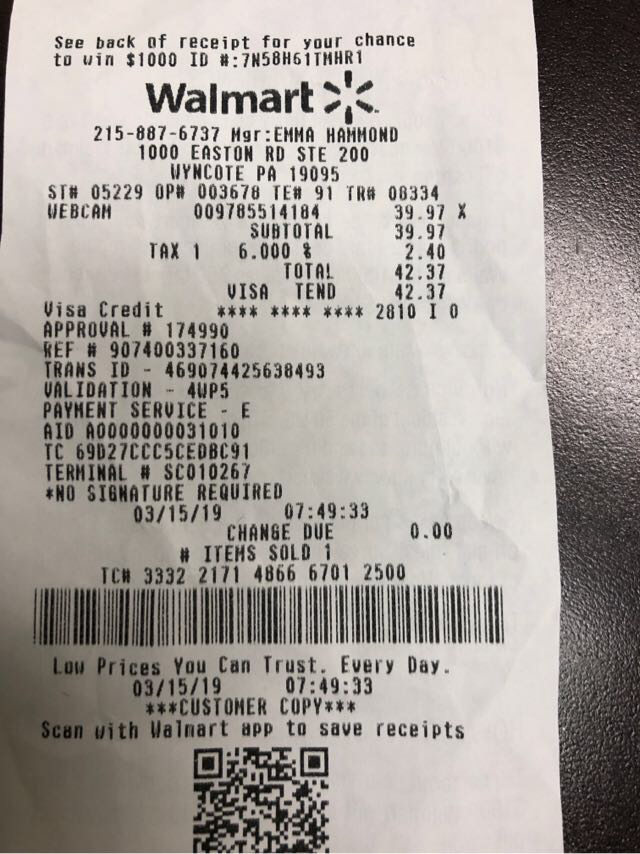 See back of receipt for your chance
to win $1000 ID #:7N58H61TMHR1
Walmart
215-887-6737 Mgr:EMMA HAMMOND
1000 EASTON RD STE 200
WYNCOTE PA 19095
ST# 05229 OP# 003678 TE# 91 TR# 08334
WEBCAM 009785514184 39.97 X
SUBTOTAL 39.97
TAX 1 6.000 % 2.40
TOTAL 42.37
VISA TEND 42.37
Visa Credit **** **** **** 2810 I 0
APPROVAL # 174990
REF # 907400337160
TRANS ID - 469074425638493
VALIDATION - 4WP5
PAYMENT SERVICE - E
AID A0000000031010
TC 69D27CCC5CEDBC91
TERMINAL # SC010267
*NO SIGNATURE REQUIRED
03/15/19 07:49:33
CHANGE DUE 0.00
# ITEMS SOLD 1
TC# 3332 2171 4866 6701 2500
Low Prices You Can Trust. Every Day.
03/15/19 07:49:33
***CUSTOMER COPY***
Scan with Walmart app to save receipts